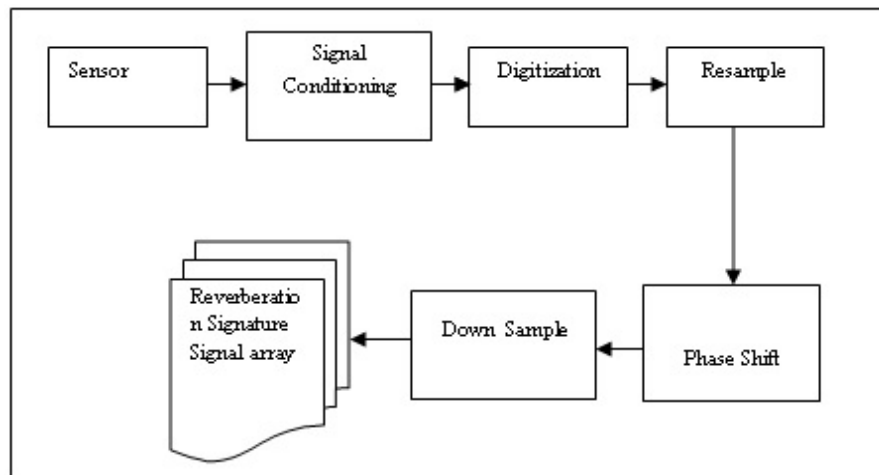 Sensor
Signal
Conditioning
Digitization
Resample
Phase Shift
Down Sample
Reverberatio
n Signature
Signal array